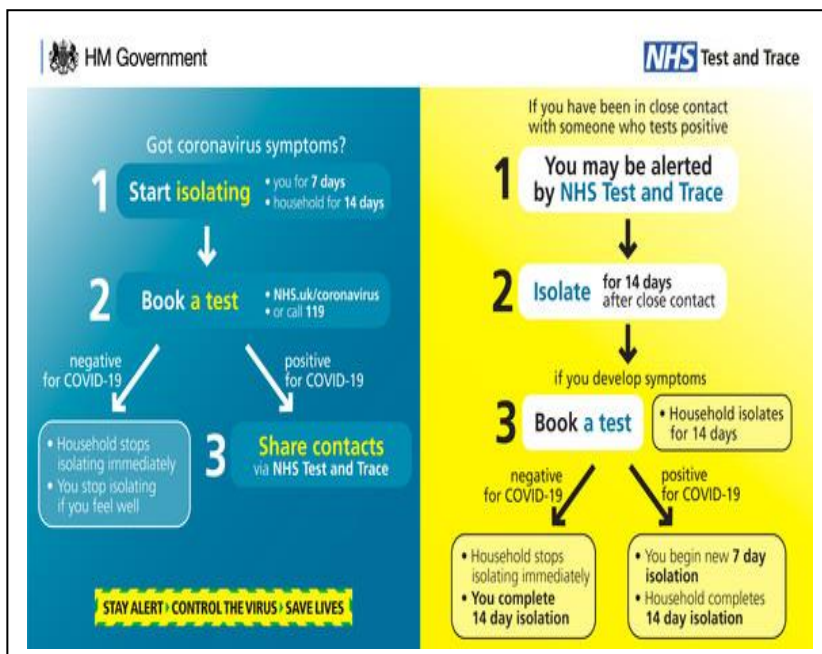 HM Government
NHS Test and Trace
Got coronavirus symptoms?
1 Start isolating
• you for 7 days
• household for 14 days
2 Book a test
• NHS.uk/coronavirus
• or call 119
negative
for COVID-19
positive
for COVID-19
• Household stops
isolating immediately
• You stop isolating
if you feel well
3 Share contacts
via NHS Test and Trace
STAY ALERT › CONTROL THE VIRUS › SAVE LIVES
If you have been in close contact
with someone who tests positive
1 You may be alerted
by NHS Test and Trace
2 Isolate
for 14 days
after close contact
if you develop symptoms
3 Book a test
• Household isolates
for 14 days
negative
for COVID-19
positive
for COVID-19
• Household stops
isolating immediately
• You complete
14 day isolation
• You begin new 7 day
isolation
• Household completes
14 day isolation